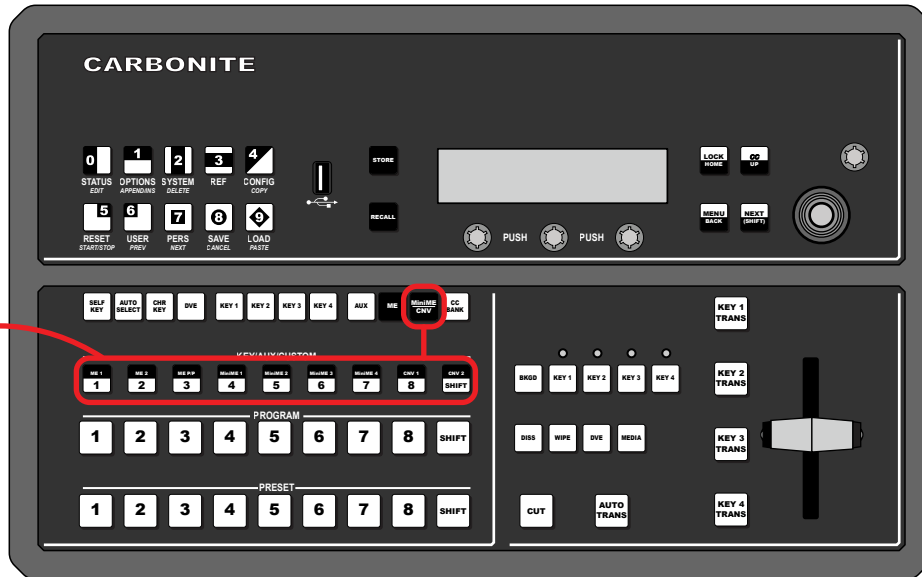 CARBONITE
0 1 2 3 4
STATUS OPTIONS SYSTEM REF CONFIG
EDIT APPEND/INS DELETE COPY
5 6 7 8 9
RESET USER PERS SAVE LOAD
START/STOP PREV NEXT CANCEL PASTE
STORE
RECALL
PUSH PUSH
LOCK HOME
∞ UP
MENU BACK
NEXT (SHIFT)
SELF KEY
AUTO SELECT
CHR KEY
DVE
KEY 1 KEY 2 KEY 3 KEY 4
AUX
ME
MiniME CNV
CC BANK
KEY/AUX/CUSTOM
ME 1 ME 2 ME P/P MiniME 1 MiniME 2 MiniME 3 MiniME 4 CNV 1 CNV 2
1 2 3 4 5 6 7 8 SHIFT
PROGRAM
1 2 3 4 5 6 7 8 SHIFT
PRESET
1 2 3 4 5 6 7 8 SHIFT
BKGD KEY 1 KEY 2 KEY 3 KEY 4
DISS WIPE DVE MEDIA
CUT
AUTO TRANS
KEY 1 TRANS
KEY 2 TRANS
KEY 3 TRANS
KEY 4 TRANS